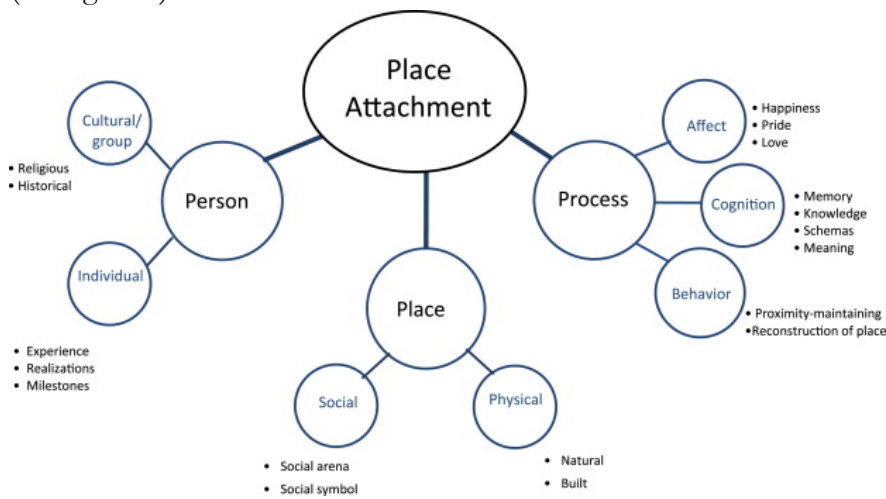 Place
Attachment
Cultural/
group
• Religious
• Historical
Person
Individual
• Experience
• Realizations
• Milestones
Place
Social
• Social arena
• Social symbol
Physical
• Natural
• Built
Process
Affect
• Happiness
• Pride
• Love
Cognition
• Memory
• Knowledge
• Schemas
• Meaning
Behavior
• Proximity-maintaining
•Reconstruction of place